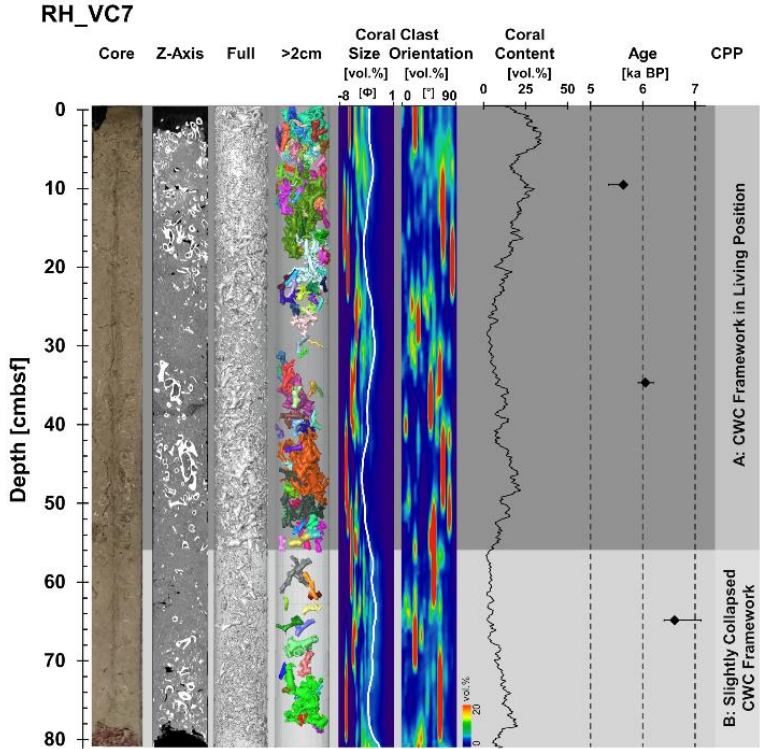 RH_VC7
Core Z-Axis Full >2cm Coral Clast Size Orientation Coral Content Age CPP
[vol.%] [vol.%] [vol.%] [ka BP]
-8 [Φ] 1 0 [°] 90 0 25 50 5 6 7
Depth [cmbsf]
0
10
20
30
40
50
60
70
80
A: CWC Framework in Living Position
B: Slightly Collapsed
CWC Framework
vol.%
0 20